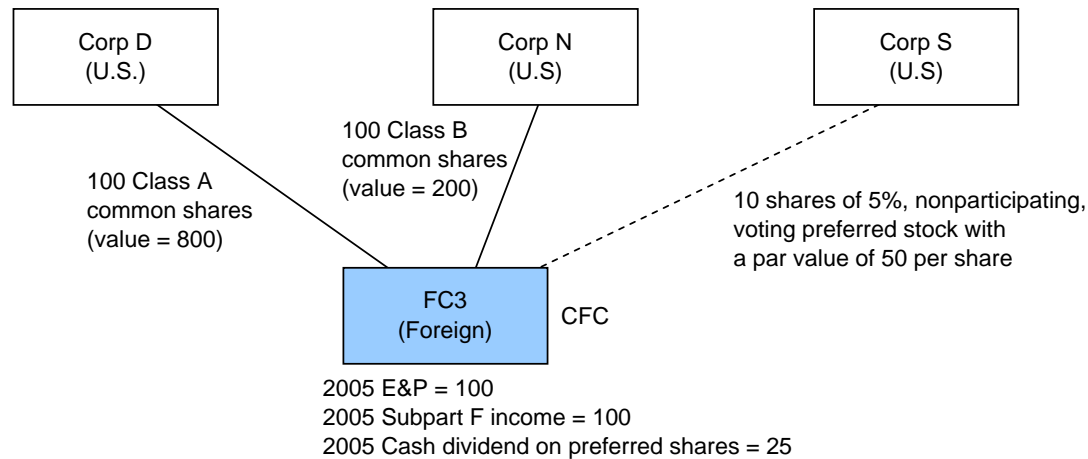 Corp D
(U.S.)
Corp N
(U.S)
Corp S
(U.S)
100 Class A
common shares
(value = 800)
100 Class B
common shares
(value = 200)
10 shares of 5%, nonparticipating,
voting preferred stock with
a par value of 50 per share
FC3
(Foreign)
CFC
2005 E&P = 100
2005 Subpart F income = 100
2005 Cash dividend on preferred shares = 25